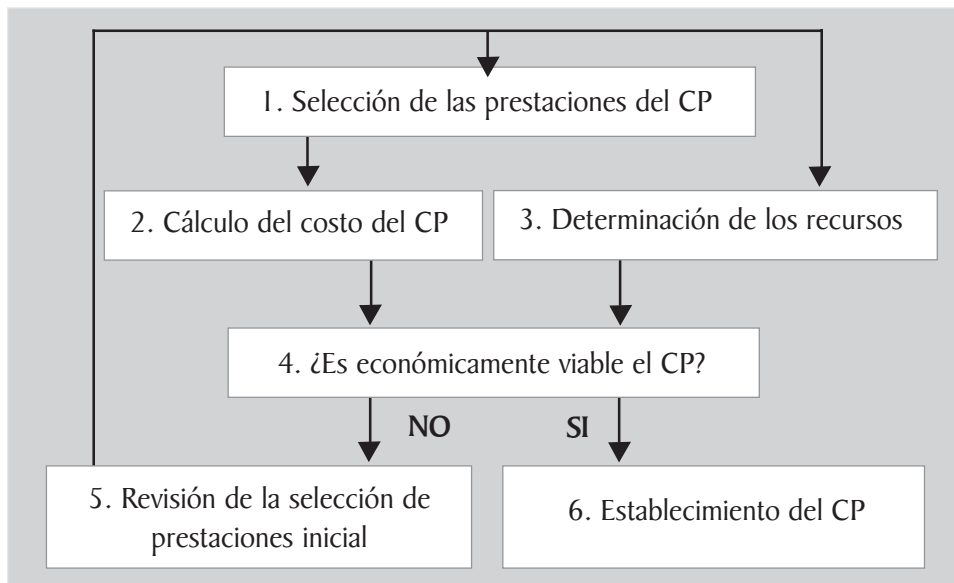 1. Selección de las prestaciones del CP
2. Cálculo del costo del CP
3. Determinación de los recursos
4. ¿Es económicamente viable el CP?
NO
SI
5. Revisión de la selección de
prestaciones inicial
6. Establecimiento del CP